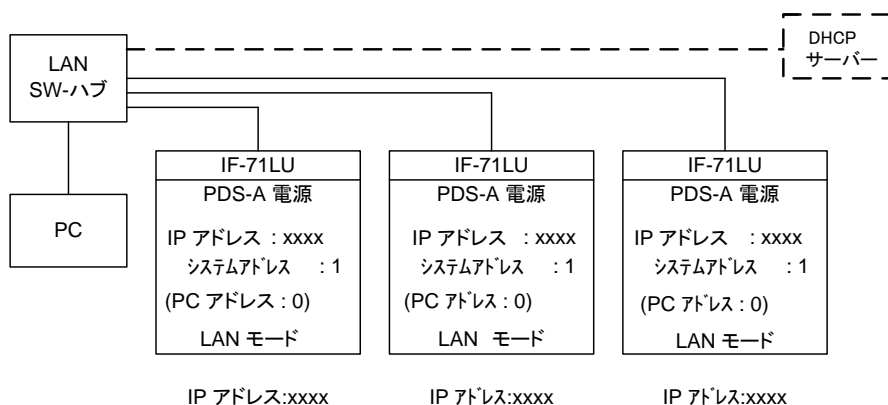 LAN
SW-ハブ
DHCP
サーバー
PC
IF-71LU
PDS-A 電源
IP アドレス : xxxx
ｼｽﾃﾑｱﾄﾞﾚｽ : 1
(PC アドレス : 0)
LAN モード
IP アドレス:xxxx
IF-71LU
PDS-A 電源
IP アドレス : xxxx
ｼｽﾃﾑｱﾄﾞﾚｽ : 1
(PC ｱﾄﾞﾚｽ : 0)
LAN モード
IP ｱﾄﾞﾚｽ:xxxx
IF-71LU
PDS-A 電源
IP アドレス : xxxx
ｼｽﾃﾑｱﾄﾞﾚｽ : 1
(PC ｱﾄﾞﾚｽ : 0)
LAN モード
IP ｱﾄﾞﾚｽ:xxxx